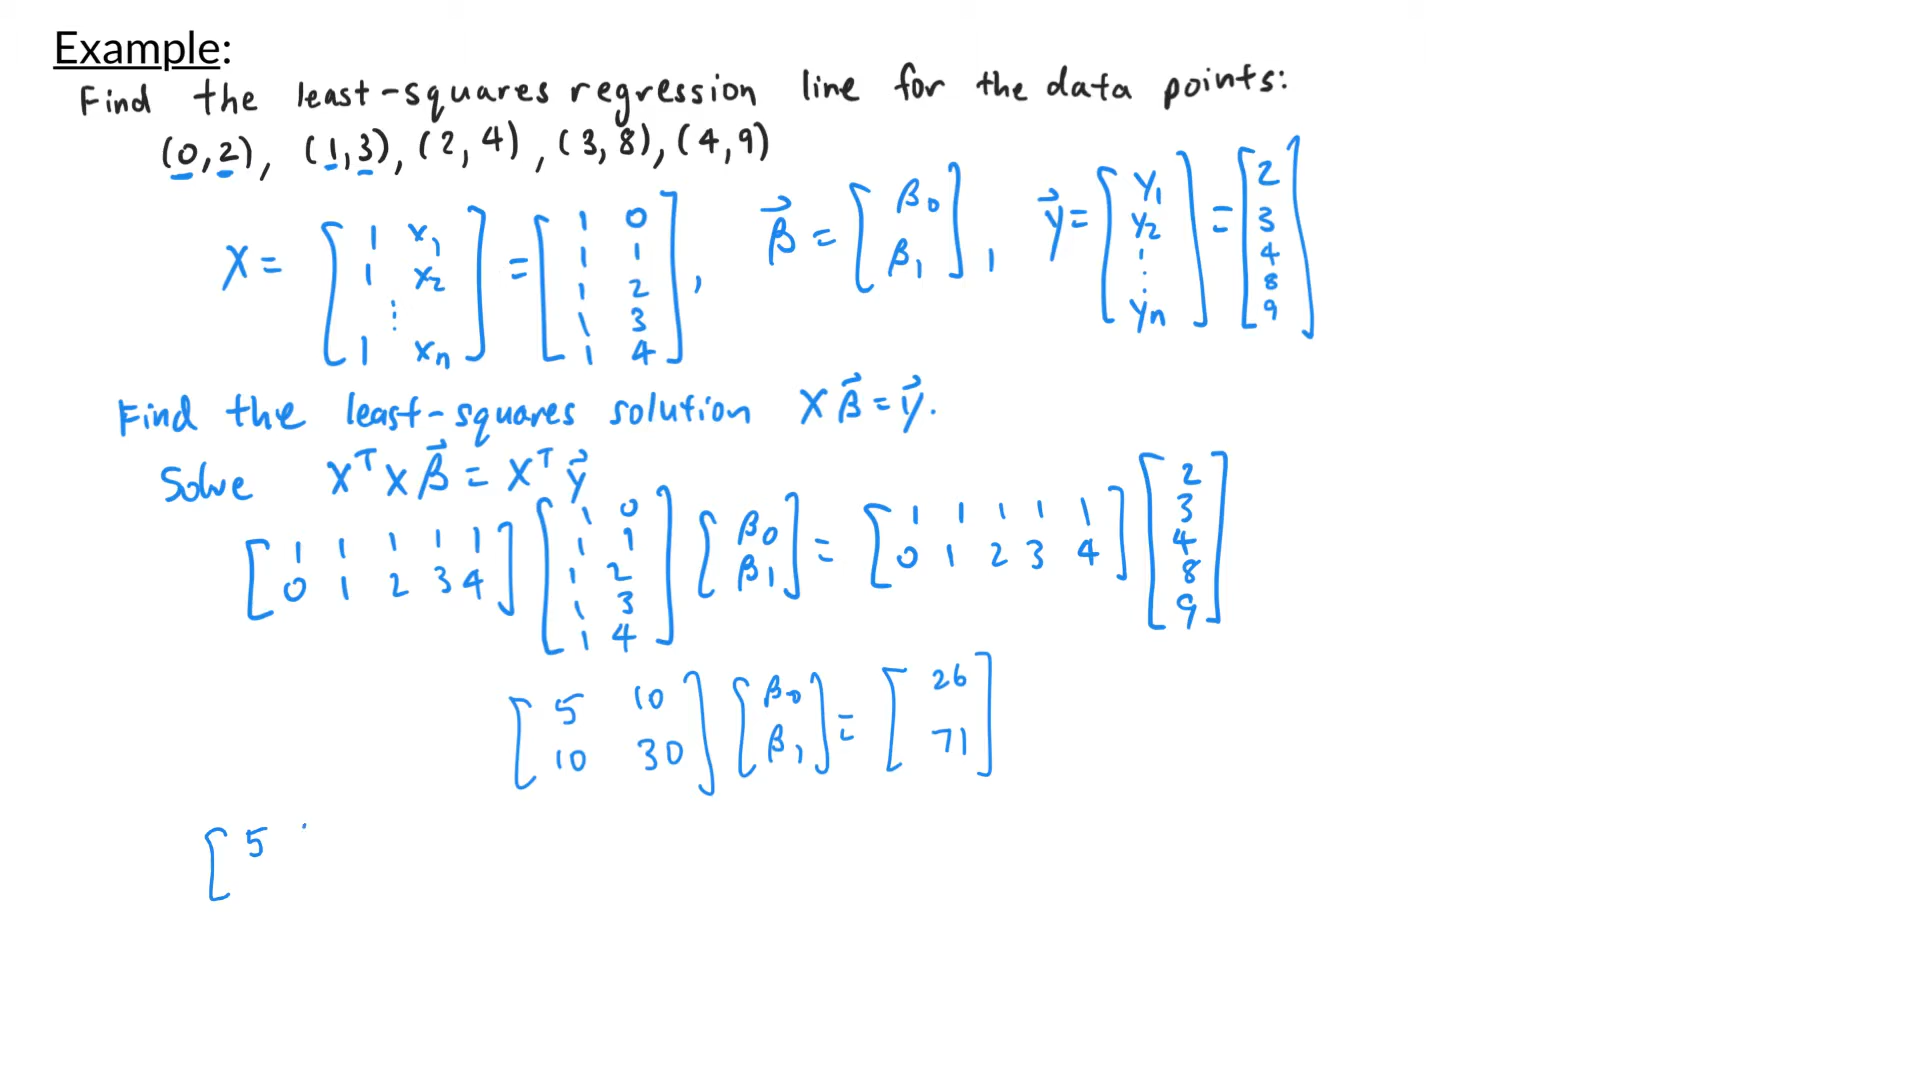 Example:
Find the least-squares regression line for the data points:
(0,2), (1,3), (2,4), (3,8), (4,9)
X = [1 x₁; 1 x₂; ⋮; 1 xₙ] = [1 0; 1 1; 1 2; 1 3; 1 4], β⃗ = [β₀; β₁], y⃗ = [y₁; y₂; ⋮; yₙ] = [2; 3; 4; 8; 9]
Find the least-squares solution Xβ⃗ = y⃗.
Solve XᵀXβ⃗ = Xᵀy⃗
[1 1 1 1 1; 0 1 2 3 4] [1 0; 1 1; 1 2; 1 3; 1 4] [β₀; β₁] = [1 1 1 1 1; 0 1 2 3 4] [2; 3; 4; 8; 9]
[5 10; 10 30] [β₀; β₁] = [26; 71]
[5